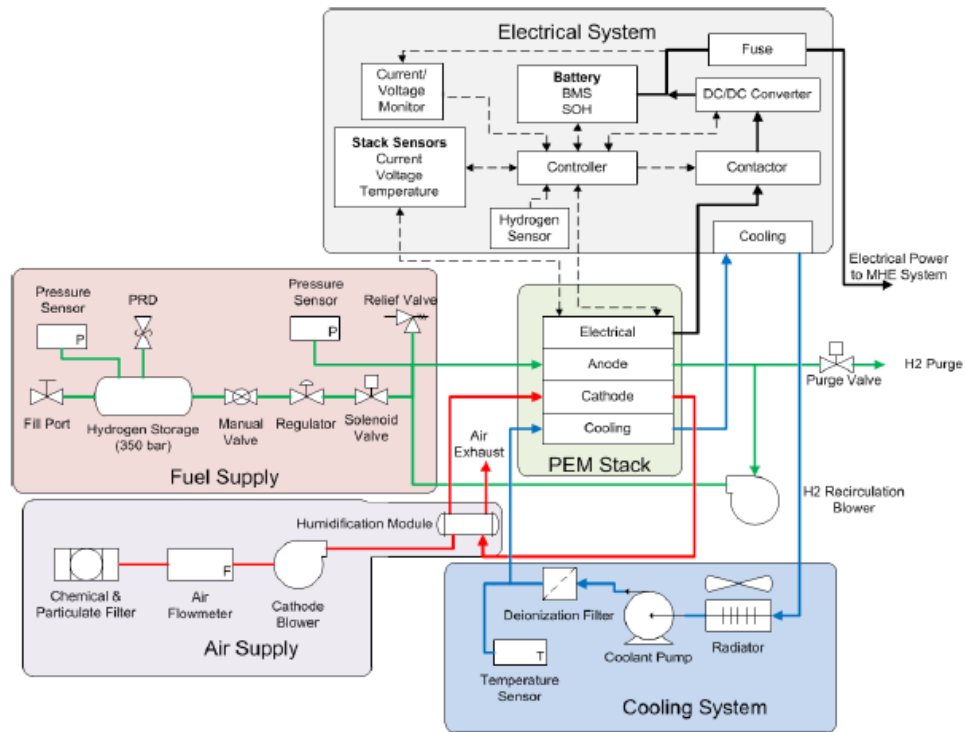 Electrical System
Fuse
Current/
Voltage
Monitor
Battery
BMS
SOH
DC/DC Converter
Stack Sensors
Current
Voltage
Temperature
Controller
Contactor
Hydrogen
Sensor
Cooling
Electrical Power
to MHE System
Pressure
Sensor
PRD
Pressure
Sensor
Relief Valve
P
P
Fill Port
Hydrogen Storage
(350 bar)
Manual
Valve
Regulator
Solenoid
Valve
Fuel Supply
Electrical
Anode
Cathode
Cooling
PEM Stack
Purge Valve
H2 Purge
H2 Recirculation
Blower
Air
Exhaust
Humidification Module
F
Chemical &
Particulate Filter
Air
Flowmeter
Cathode
Blower
Air Supply
Deionization Filter
Coolant Pump
Radiator
T
Temperature
Sensor
Cooling System